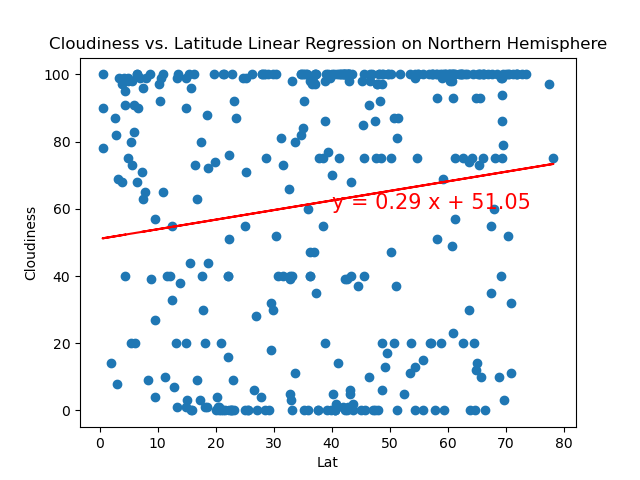 Cloudiness vs. Latitude Linear Regression on Northern Hemisphere
100
80
60
40
20
0
Cloudiness
y = 0.29 x + 51.05
0 10 20 30 40 50 60 70 80
Lat